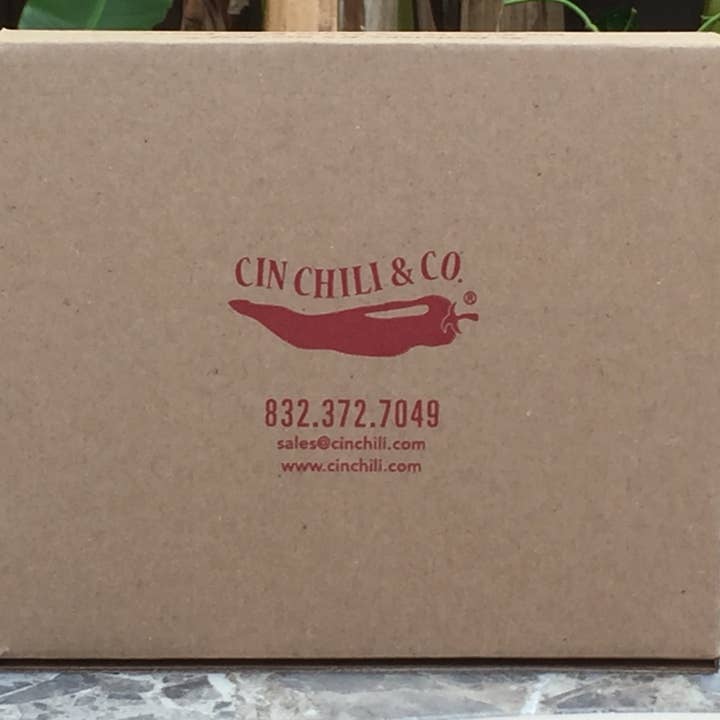 CIN CHILI & CO.
®
832.372.7049
sales@cinchili.com
www.cinchili.com